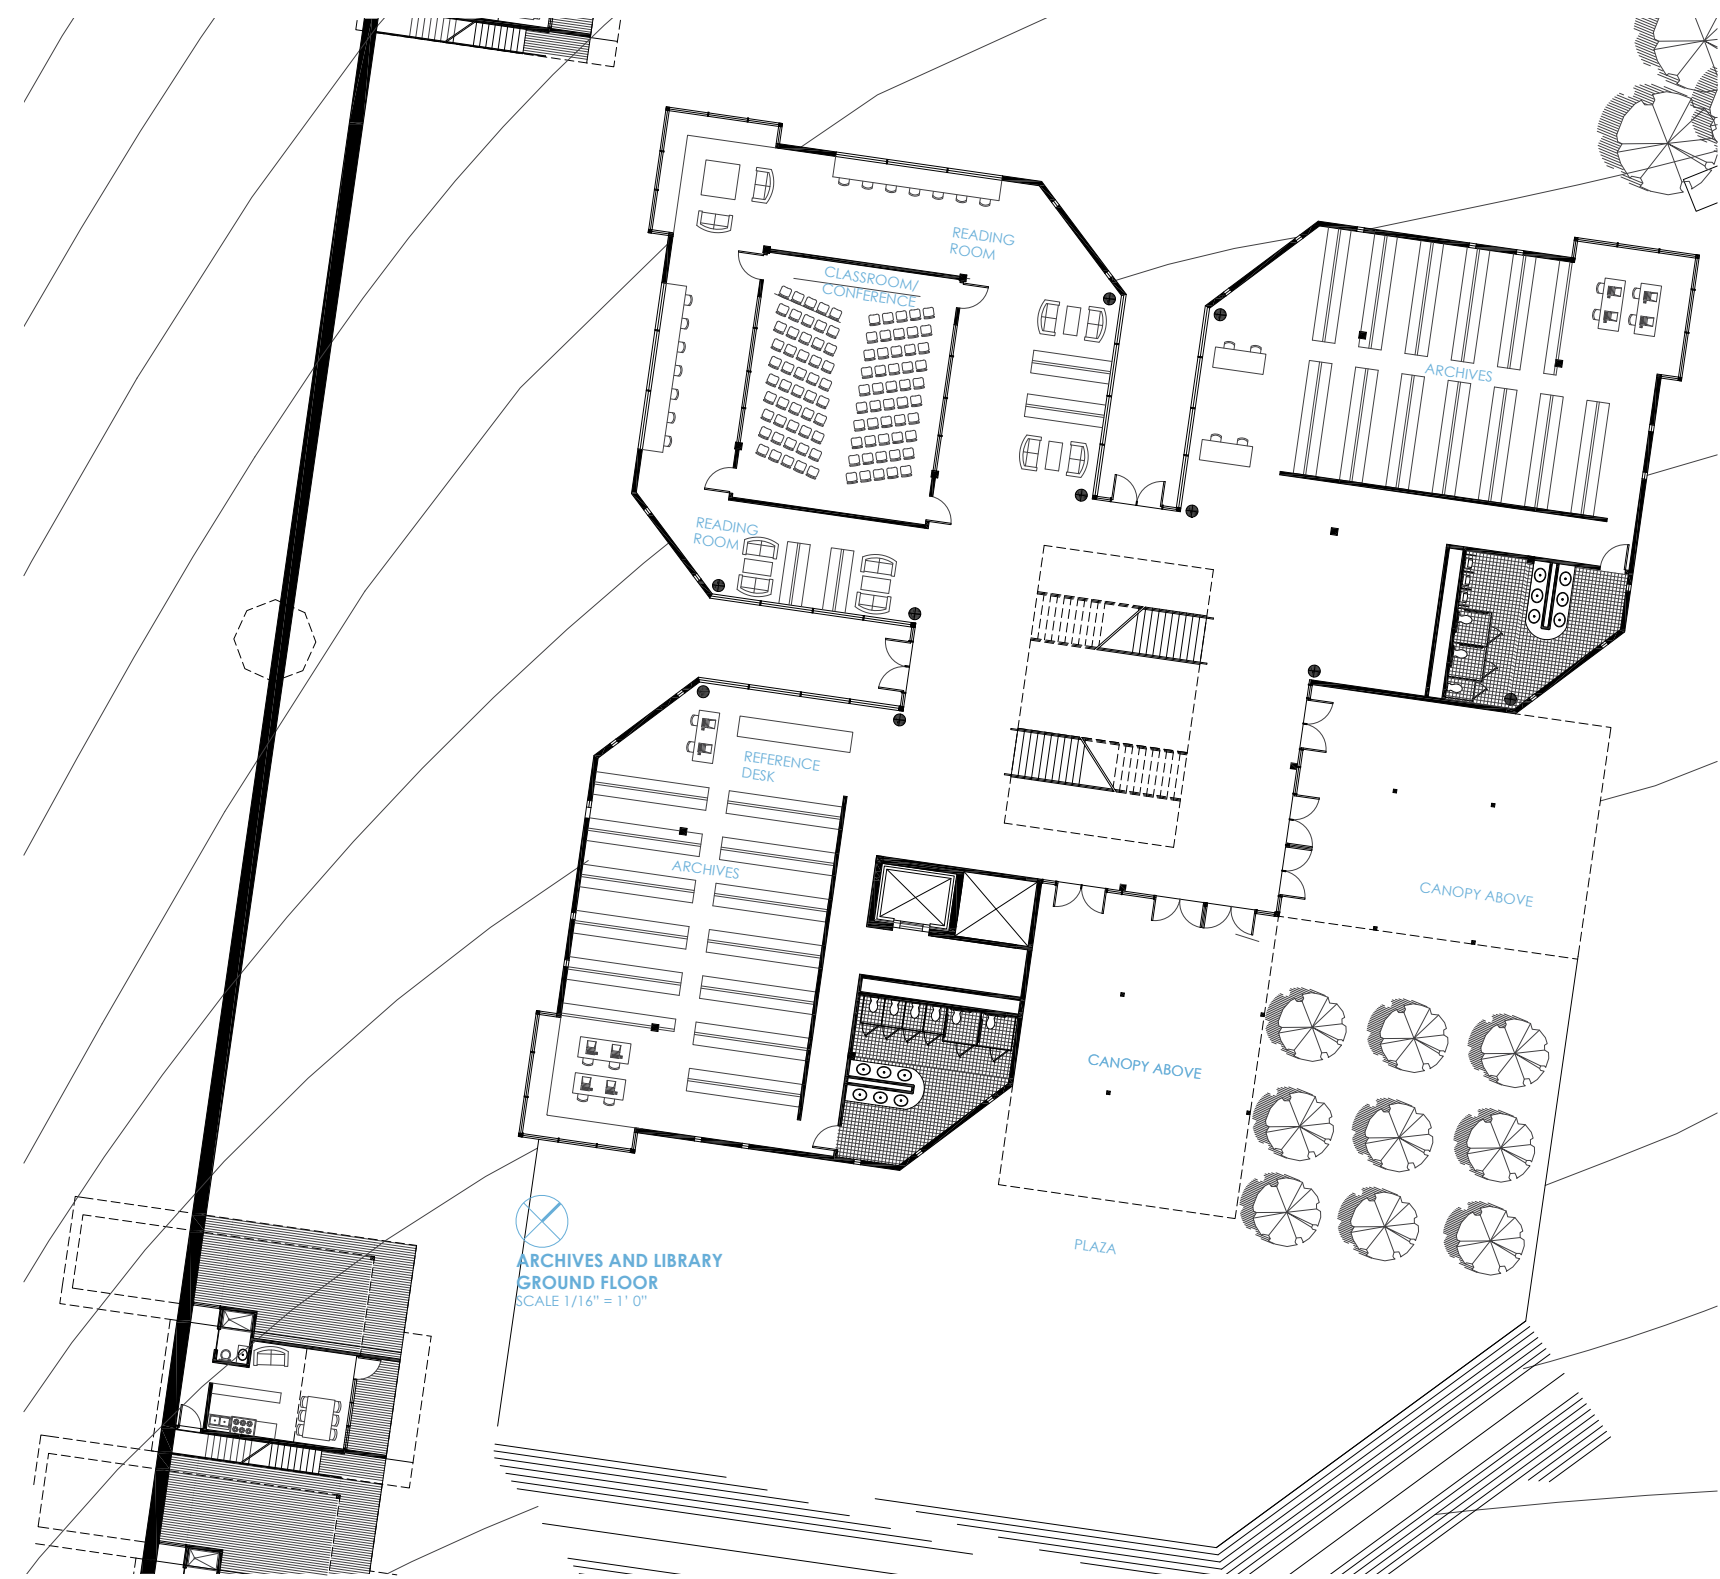 READING
ROOM
CLASSROOM/
CONFERENCE
ARCHIVES
READING
ROOM
REFERENCE
DESK
ARCHIVES
CANOPY ABOVE
CANOPY ABOVE
PLAZA
ARCHIVES AND LIBRARY
GROUND FLOOR
SCALE 1/16" = 1' 0"